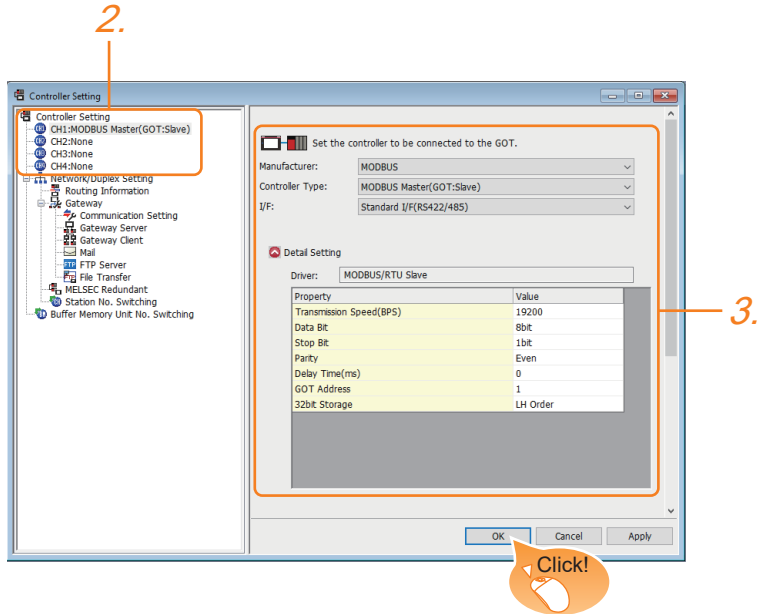 2.
Controller Setting
Controller Setting
CH1:MODBUS Master(GOT:Slave)
CH2:None
CH3:None
CH4:None
Network/Duplex Setting
Routing Information
Gateway
Communication Setting
Gateway Server
Gateway Client
Mail
FTP Server
File Transfer
MELSEC Redundant
Station No. Switching
Buffer Memory Unit No. Switching
Set the controller to be connected to the GOT.
Manufacturer: MODBUS
Controller Type: MODBUS Master(GOT:Slave)
I/F: Standard I/F(RS422/485)
Detail Setting
Driver: MODBUS/RTU Slave
Property Value
Transmission Speed(BPS) 19200
Data Bit 8bit
Stop Bit 1bit
Parity Even
Delay Time(ms) 0
GOT Address 1
32bit Storage LH Order
3.
OK Cancel Apply
Click!